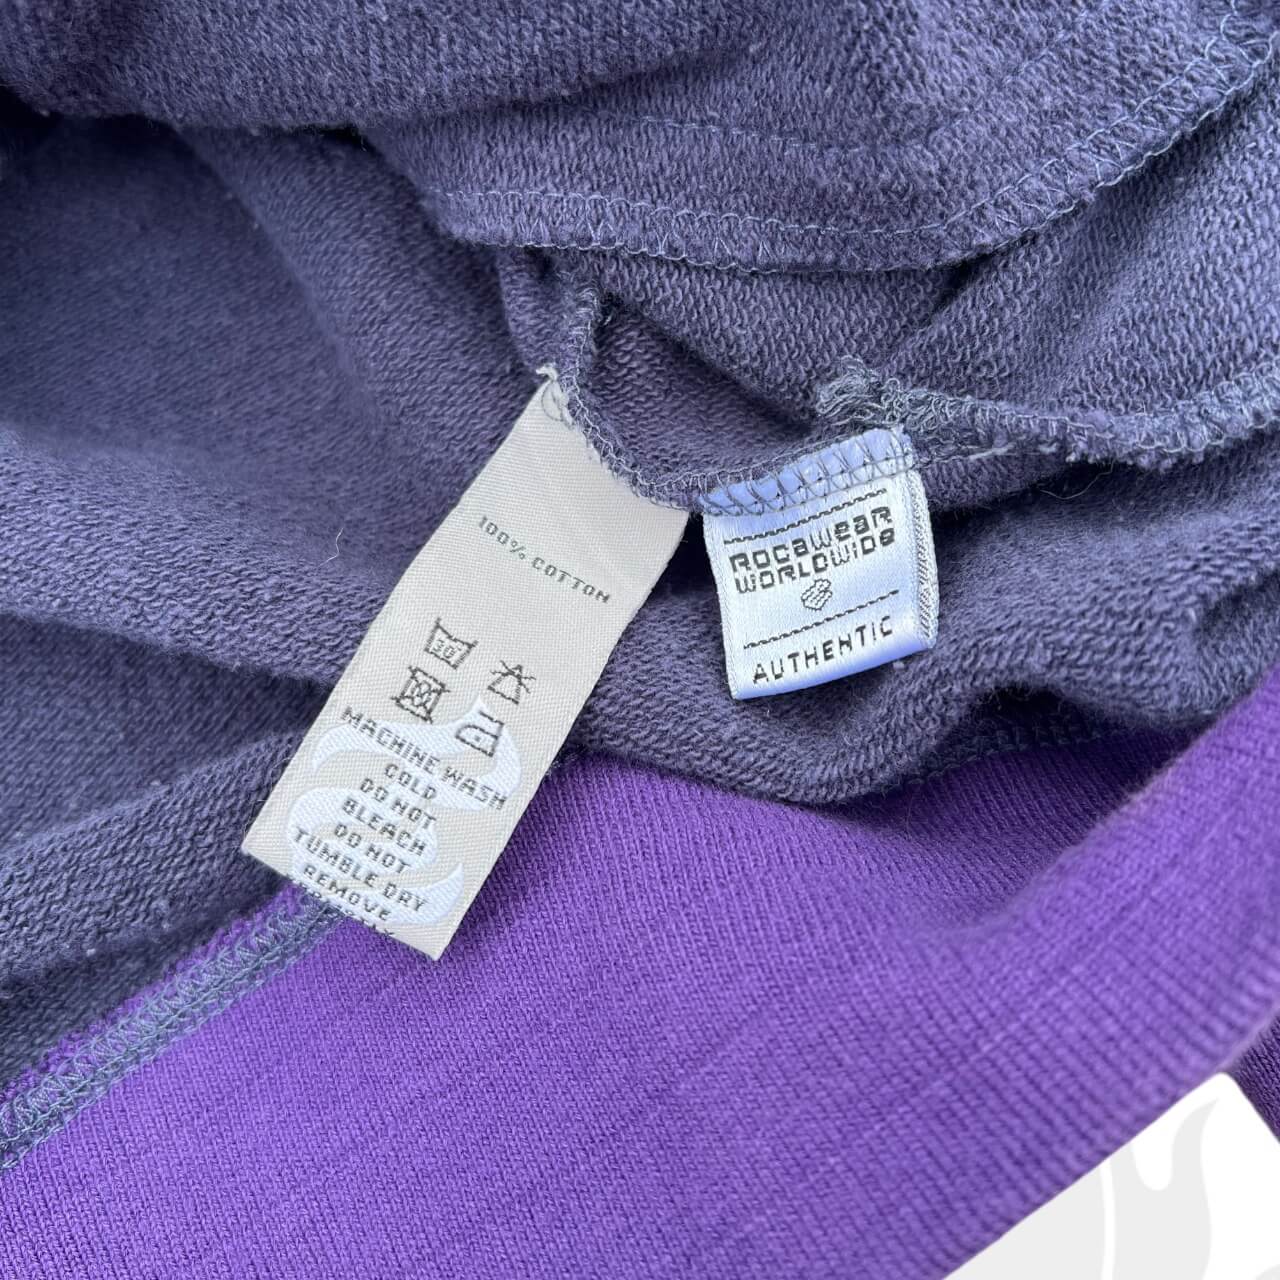 100% COTTON
30
MACHINE WASH
COLD
DO NOT
BLEACH
DO NOT
TUMBLE DRY
REMOVE
ROCAWEAR
WORLDWIDE
AUTHENTIC